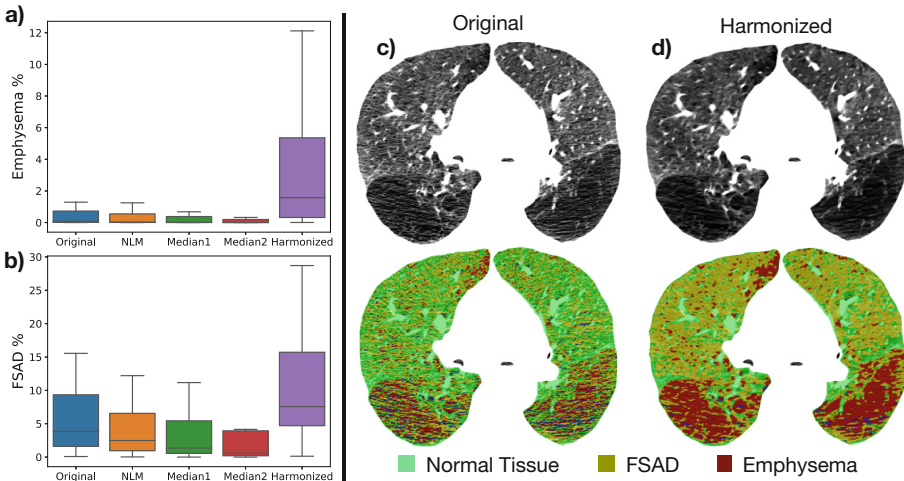 a)
Emphysema %
12
10
8
6
4
2
0
Original NLM Median1 Median2 Harmonized
b)
FSAD %
30
25
20
15
10
5
0
Original NLM Median1 Median2 Harmonized
Original
c)
Harmonized
d)
Normal Tissue FSAD Emphysema